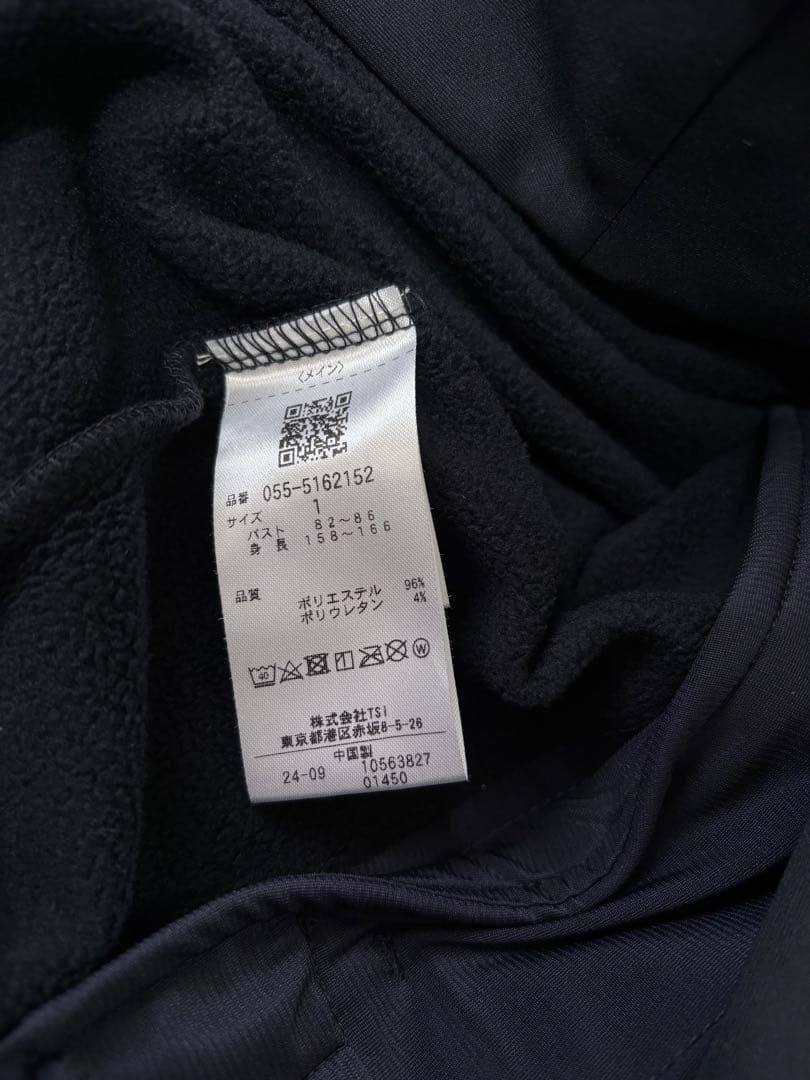 〈メイン〉
品番 055-5162152
サイズ 1
バスト 82～86
身長 158～166
品質 ポリエステル 96%
ポリウレタン 4%
40 W
株式会社TSI
東京都港区赤坂8-5-26
中国製
24-09 10563827
01450